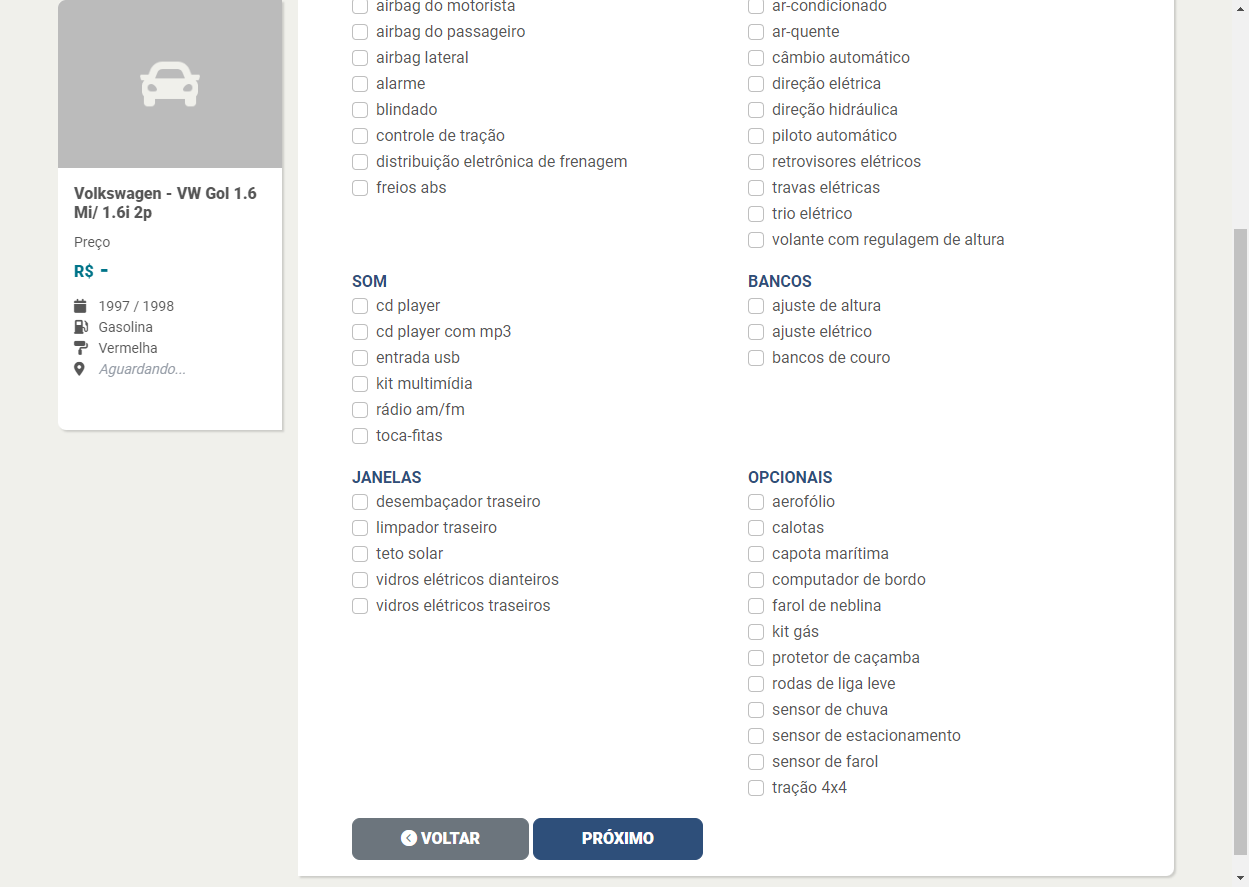 Volkswagen - VW Gol 1.6
Mi/ 1.6i 2p
Preço
R$ -
1997 / 1998
Gasolina
Vermelha
Aguardando...
airbag do motorista
airbag do passageiro
airbag lateral
alarme
blindado
controle de tração
distribuição eletrônica de frenagem
freios abs
ar-condicionado
ar-quente
câmbio automático
direção elétrica
direção hidráulica
piloto automático
retrovisores elétricos
travas elétricas
trio elétrico
volante com regulagem de altura
SOM
cd player
cd player com mp3
entrada usb
kit multimídia
rádio am/fm
toca-fitas
BANCOS
ajuste de altura
ajuste elétrico
bancos de couro
JANELAS
desembaçador traseiro
limpador traseiro
teto solar
vidros elétricos dianteiros
vidros elétricos traseiros
OPCIONAIS
aerofólio
calotas
capota marítima
computador de bordo
farol de neblina
kit gás
protetor de caçamba
rodas de liga leve
sensor de chuva
sensor de estacionamento
sensor de farol
tração 4x4
VOLTAR
PRÓXIMO